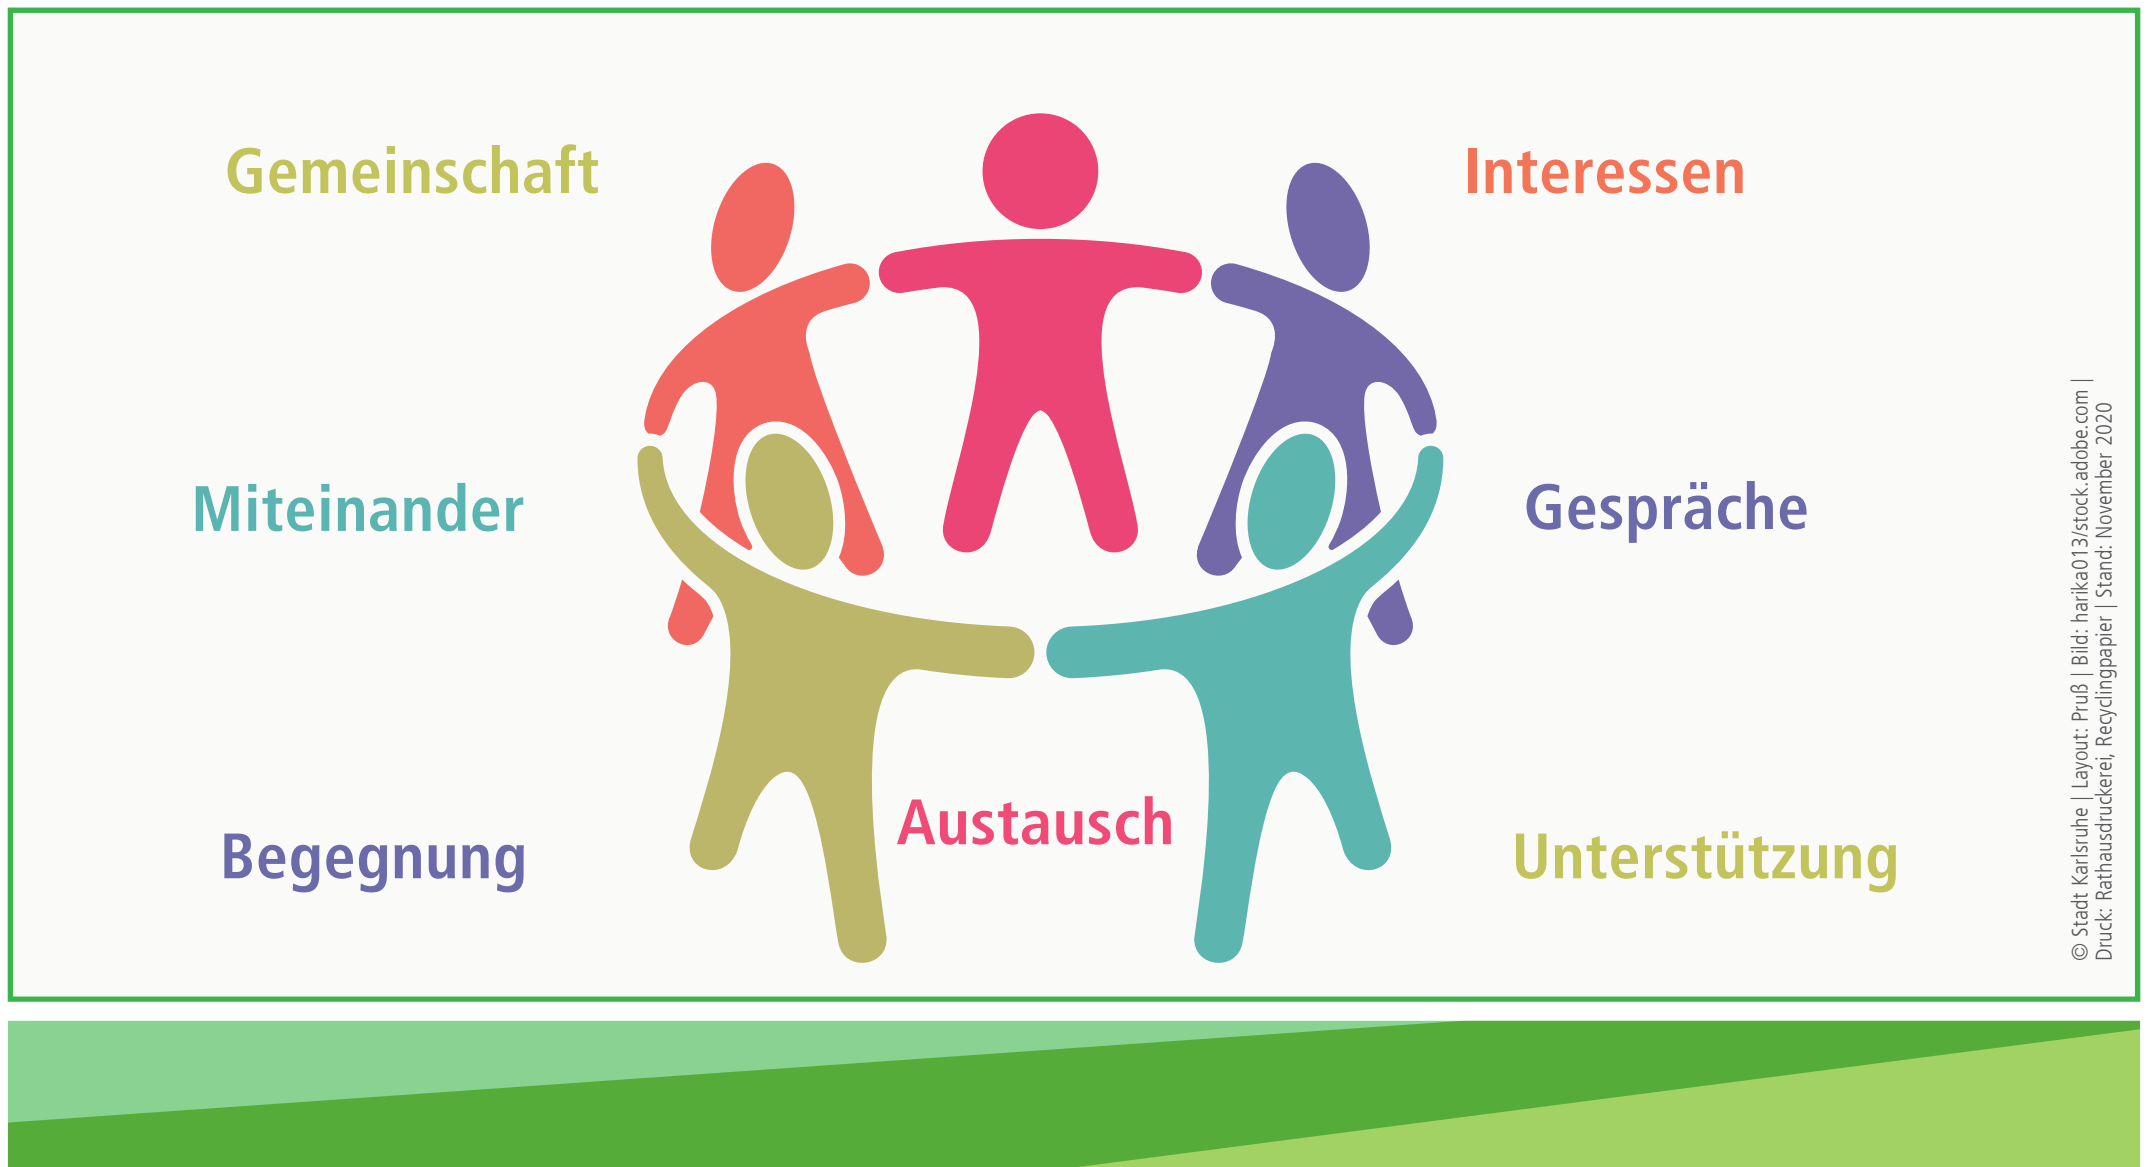 Gemeinschaft
Interessen
Miteinander
Gespräche
Begegnung
Austausch
Unterstützung
© Stadt Karlsruhe | Layout: Pruß | Bild: harika013/stock.adobe.com |
Druck: Rathausdruckerei, Recyclingpapier | Stand: November 2020